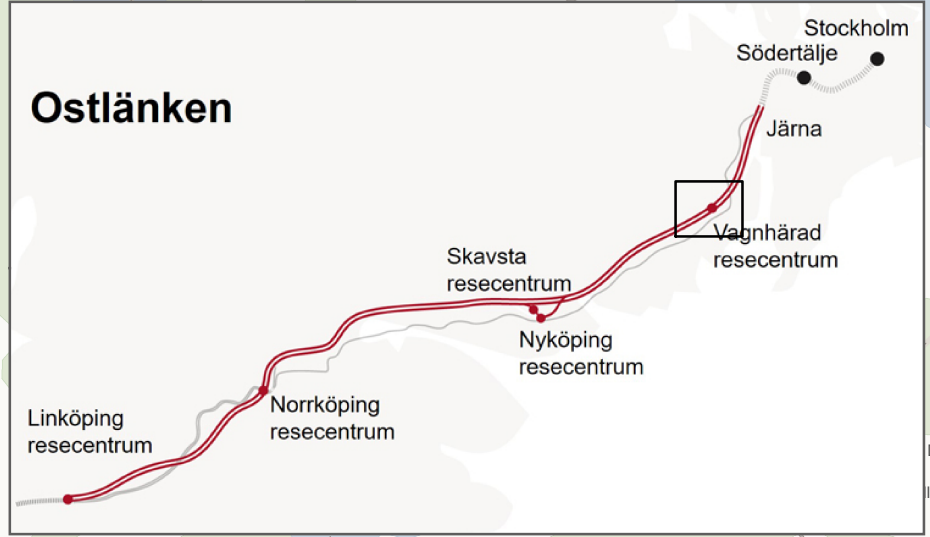 Stockholm
Södertälje
Ostlänken
Järna
Vagnhärad
resecentrum
Skavsta
resecentrum
Nyköping
resecentrum
Norrköping
resecentrum
Linköping
resecentrum